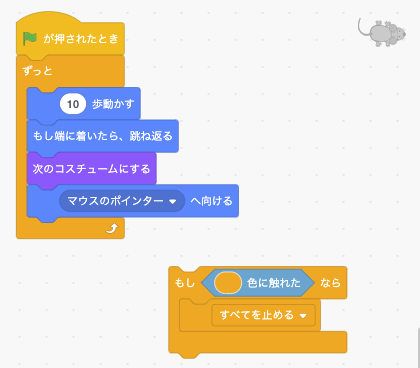 が押されたとき
ずっと
10 歩動かす
もし端に着いたら、跳ね返る
次のコスチュームにする
マウスのポインター へ向ける
もし 色に触れた なら
すべてを止める